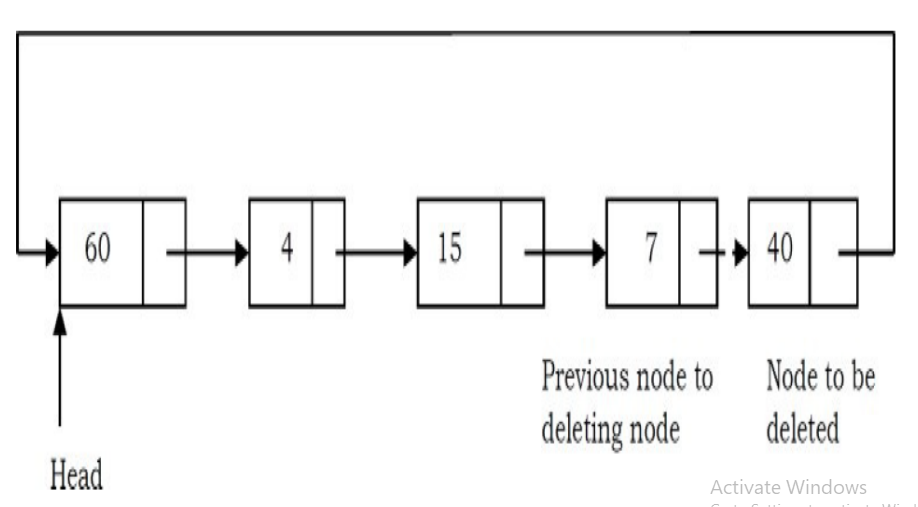 60 4 15 7 40
Previous node to
deleting node
Node to be
deleted
Head
Activate Windows